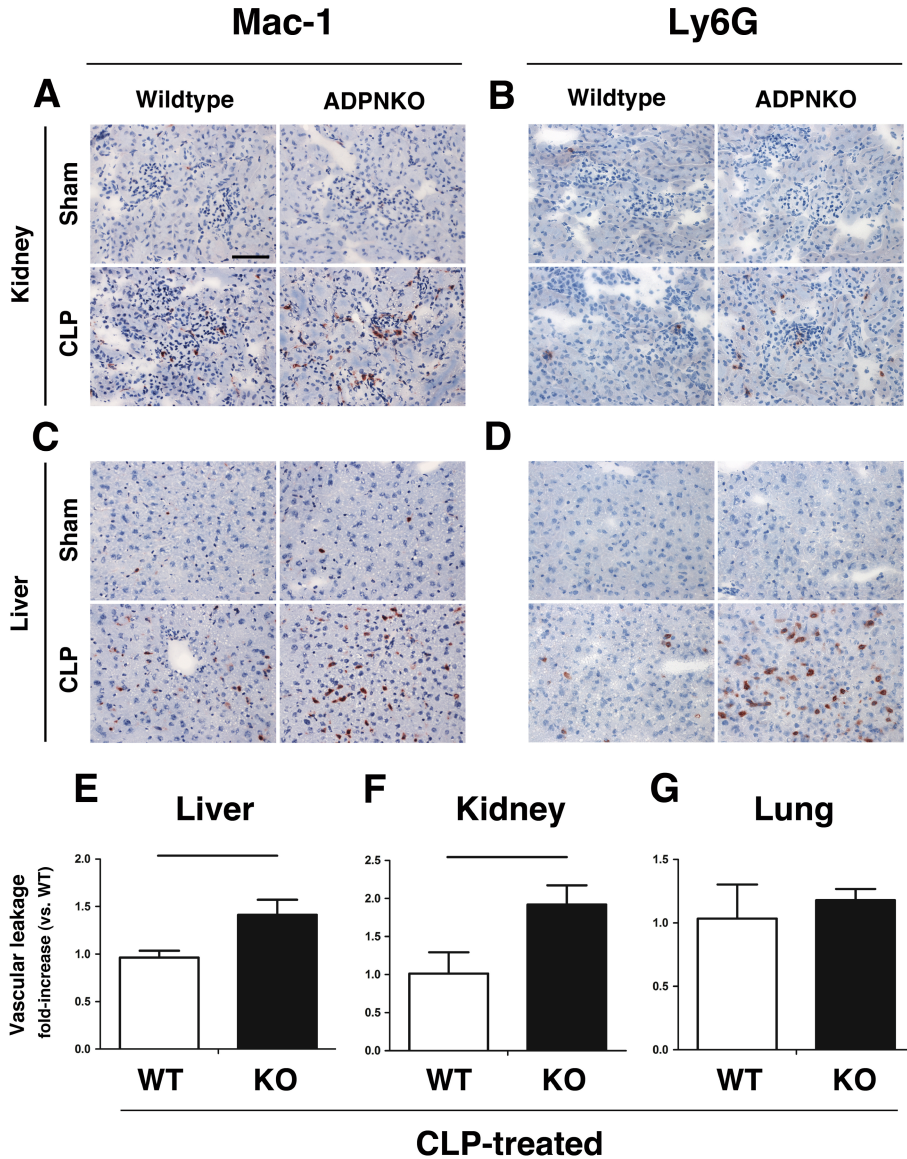 Mac-1 Ly6G
A Wildtype ADPNKO B Wildtype ADPNKO
Kidney
Sham
CLP
C D
Liver
Sham
CLP
E Liver F Kidney G Lung
Vascular leakage
fold-increase (vs. WT)
2.0 2.5 1.5
2.0
1.5 1.5 1.0
1.0 1.0
0.5 0.5 0.5
0.0 0.0 0.0
WT KO WT KO WT KO
CLP-treated